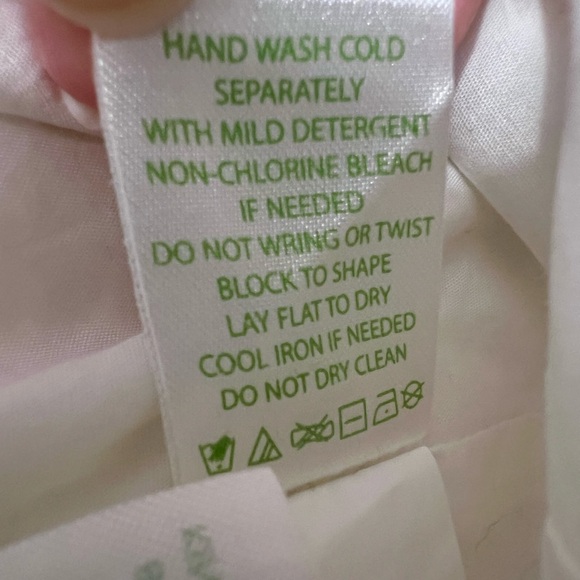 HAND WASH COLD
SEPARATELY
WITH MILD DETERGENT
NON-CHLORINE BLEACH
IF NEEDED
DO NOT WRING OR TWIST
BLOCK TO SHAPE
LAY FLAT TO DRY
COOL IRON IF NEEDED
DO NOT DRY CLEAN